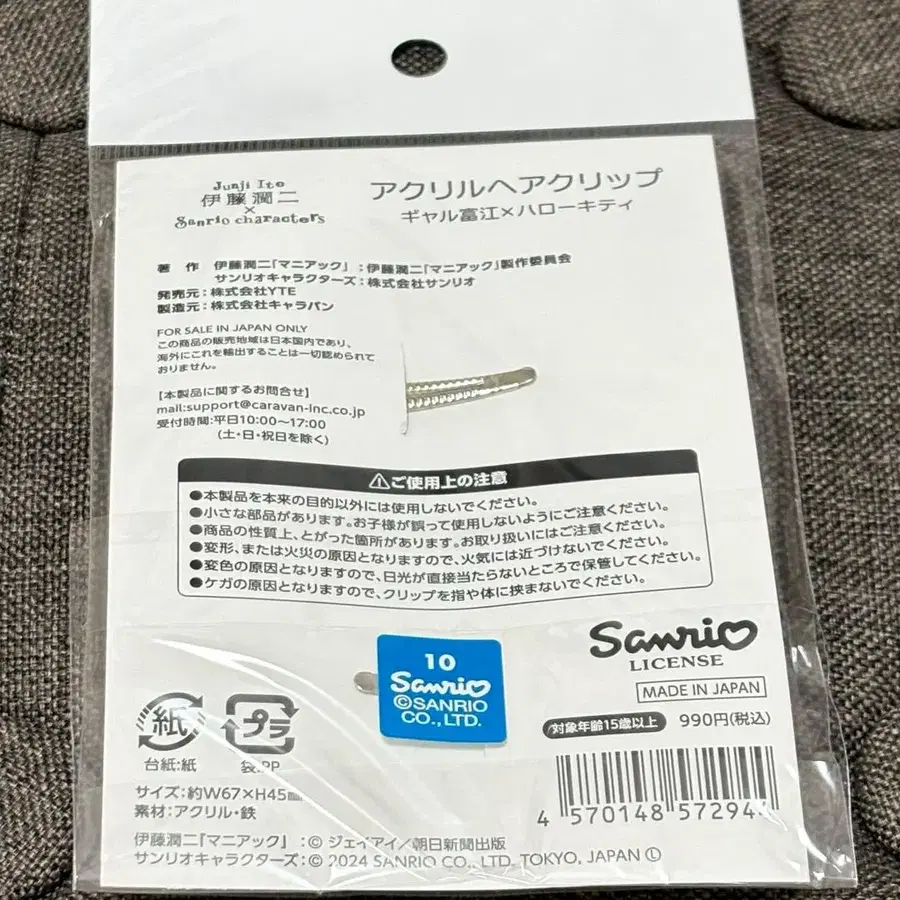 Junji Ito
伊藤潤二
×
Sanrio characters
アクリルヘアクリップ
ギャル富江×ハローキティ
著 作 伊藤潤二「マニアック」:伊藤潤二「マニアック」製作委員会
サンリオキャラクターズ:株式会社サンリオ
発売元:株式会社YTE
製造元:株式会社キャラバン
FOR SALE IN JAPAN ONLY
この商品の販売地域は日本国内であり、
海外にこれを輸出することは一切認められて
おりません。
【本製品に関するお問合せ】
mail:support@caravan-inc.co.jp
受付時間:平日10:00〜17:00
(土・日・祝日を除く)
⚠ご使用上の注意
●本製品を本来の目的以外には使用しないでください。
●小さな部品があります。お子様が誤って使用しないようにご注意ください。
●商品の性質上、とがった箇所があります。お取り扱いにはご注意ください。
●変形、または火災の原因となりますので、火気には近づけないでください。
●変色の原因となりますので、日光が直接当たらないところで保管してください。
●ケガの原因となりますので、クリップを指や体に挟まないでください。
Sanrio
LICENSE
MADE IN JAPAN
10
Sanrio
©SANRIO
CO., LTD.
対象年齢15歳以上 990円(税込)
紙
プラ
台紙:紙
袋:PP
サイズ:約W67×H45mm
素材:アクリル・鉄
4 570148 57294
伊藤潤二「マニアック」:© ジェイアイ/朝日新聞出版
サンリオキャラクターズ:© 2024 SANRIO CO., LTD. TOKYO, JAPAN Ⓛ